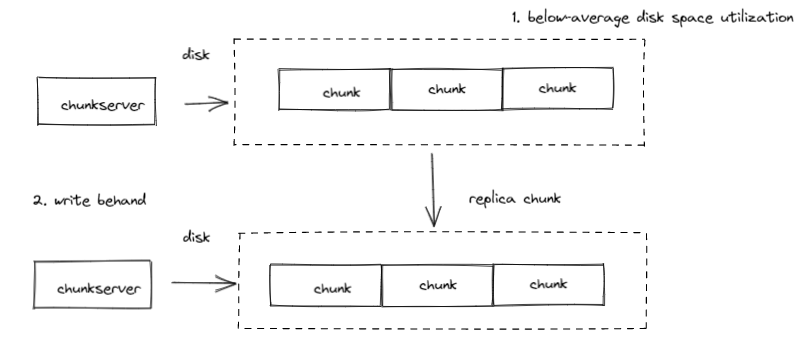 1. below-average disk space utilization
disk
chunk
chunk
chunk
chunkserver
2. write behand
replica chunk
disk
chunk
chunk
chunk
chunkserver